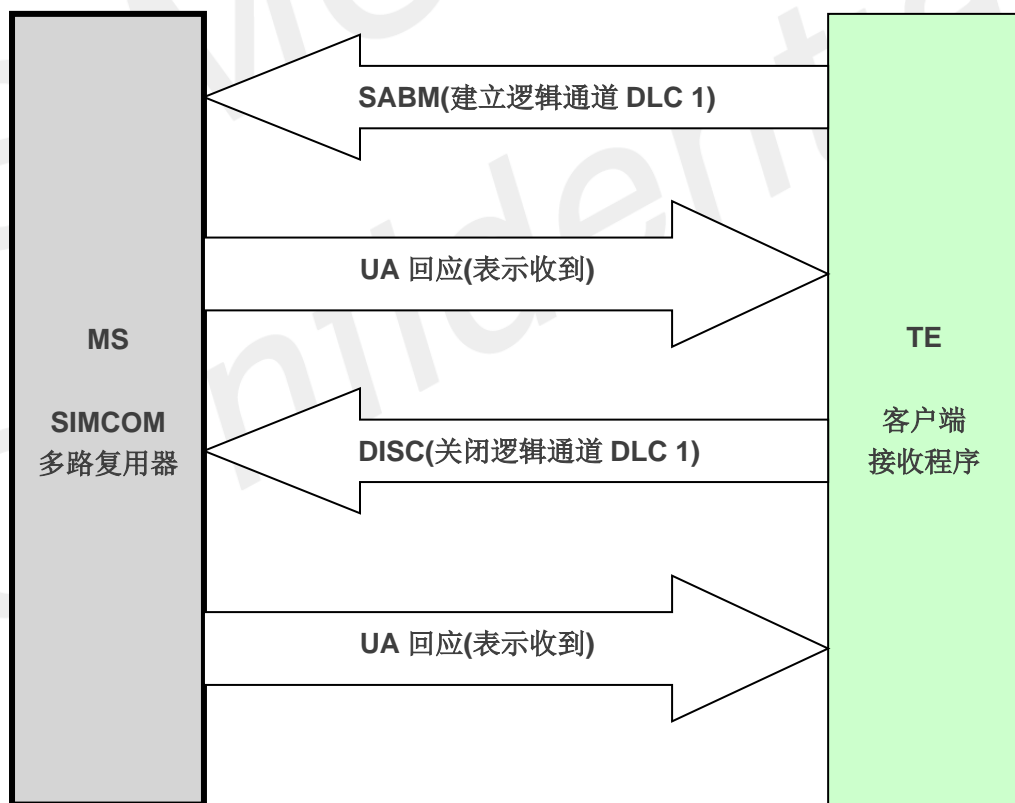 SABM(建立逻辑通道 DLC 1)
UA 回应(表示收到)
MS
SIMCOM
多路复用器
TE
客户端
接收程序
DISC(关闭逻辑通道 DLC 1)
UA 回应(表示收到)